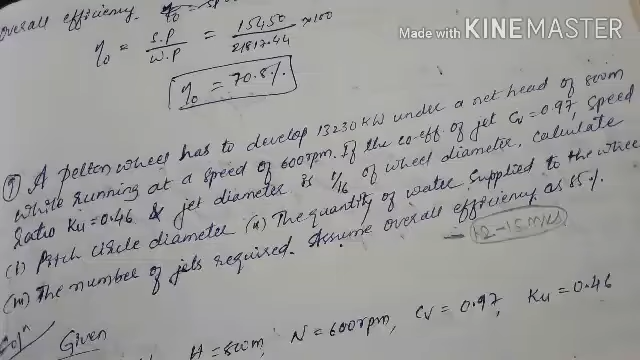 Made with KINEMASTER
overall efficiency.
η₀ = S.P / W.P = 15450 / 21817.44 × 100
η₀ = 70.8%
9) A pelton wheel has to develop 13230 KW under a net head of 800m
while running at a speed of 600rpm. If the co-eff of jet Cv = 0.97, speed
ratio Ku = 0.46 & jet diameter is 1/16 of wheel diameter. Calculate
(i) Pitch circle diameter (ii) The quantity of water supplied to the wheel
(iii) The number of jets required. Assume overall efficiency as 85%.
Soln
Given
H = 800m, N = 600rpm, Cv = 0.97, Ku = 0.46